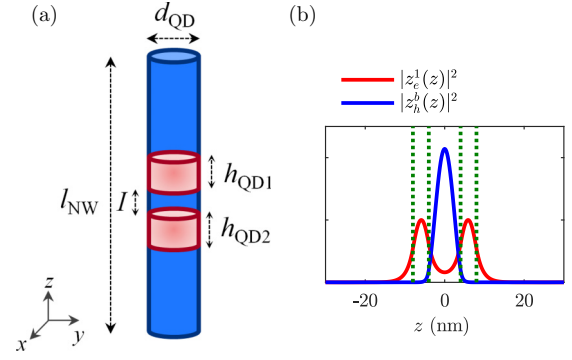 (a)
d_QD
l_NW
I
h_QD1
h_QD2
z
y
x
(b)
|z_e^1(z)|^2
|z_h^b(z)|^2
-20 0 20
z (nm)